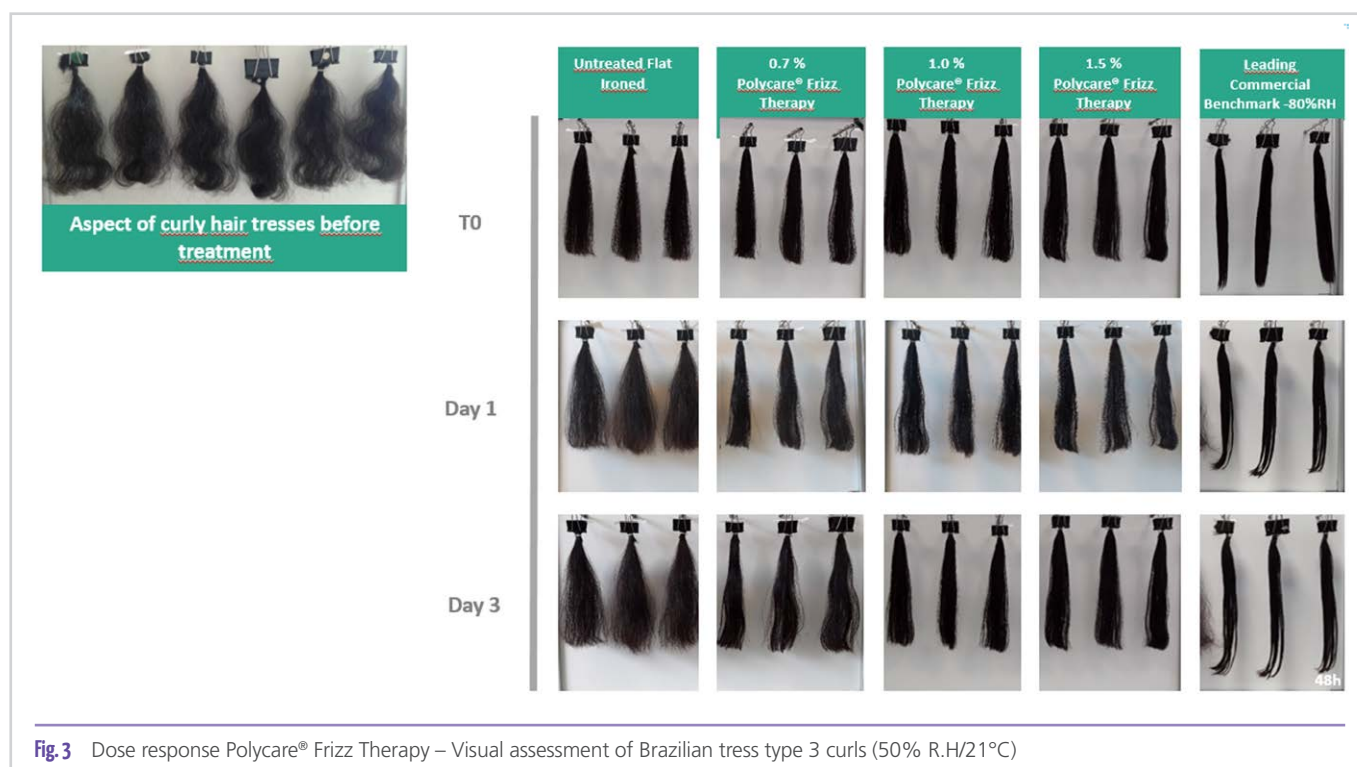 Aspect of curly hair tresses before
treatment
Untreated Flat
Ironed
0.7 %
Polycare® Frizz
Therapy
1.0 %
Polycare® Frizz
Therapy
1.5 %
Polycare® Frizz
Therapy
Leading
Commercial
Benchmark -80%RH
T0
Day 1
Day 3
48h
Fig. 3 Dose response Polycare® Frizz Therapy – Visual assessment of Brazilian tress type 3 curls (50% R.H/21°C)